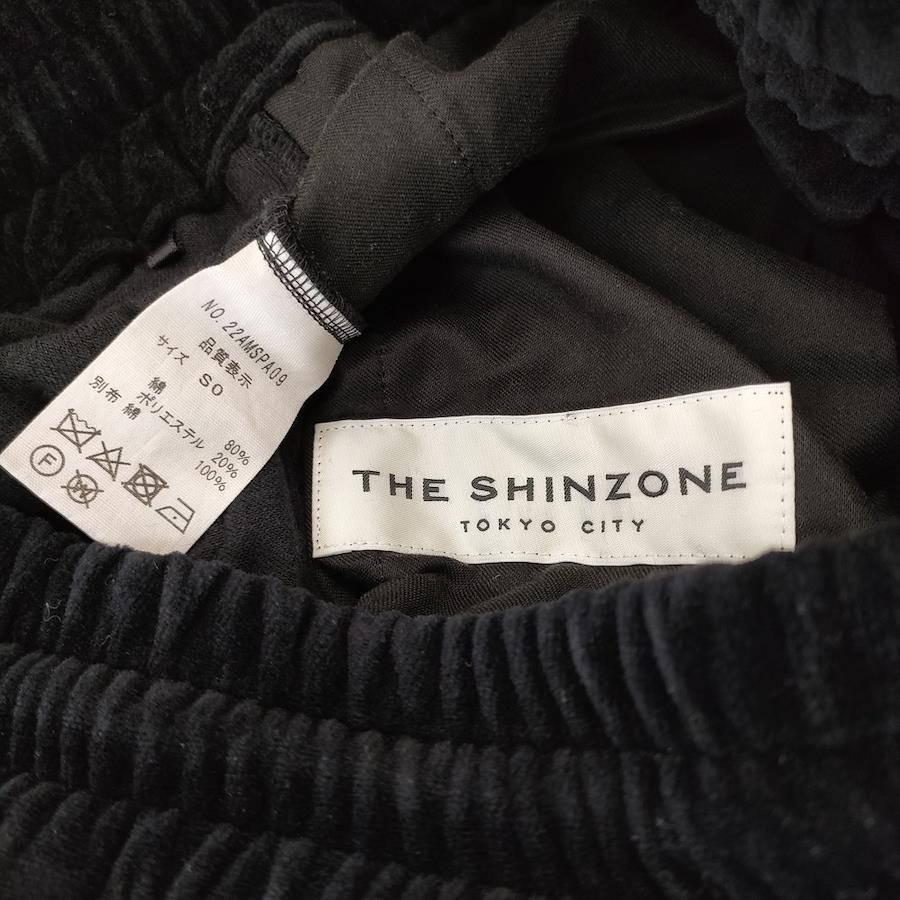 NO.22AMSPA09
品質表示
サイズ SO
綿 80%
ポリエステル 20%
別布 綿 100%
F
THE SHINZONE
TOKYO CITY